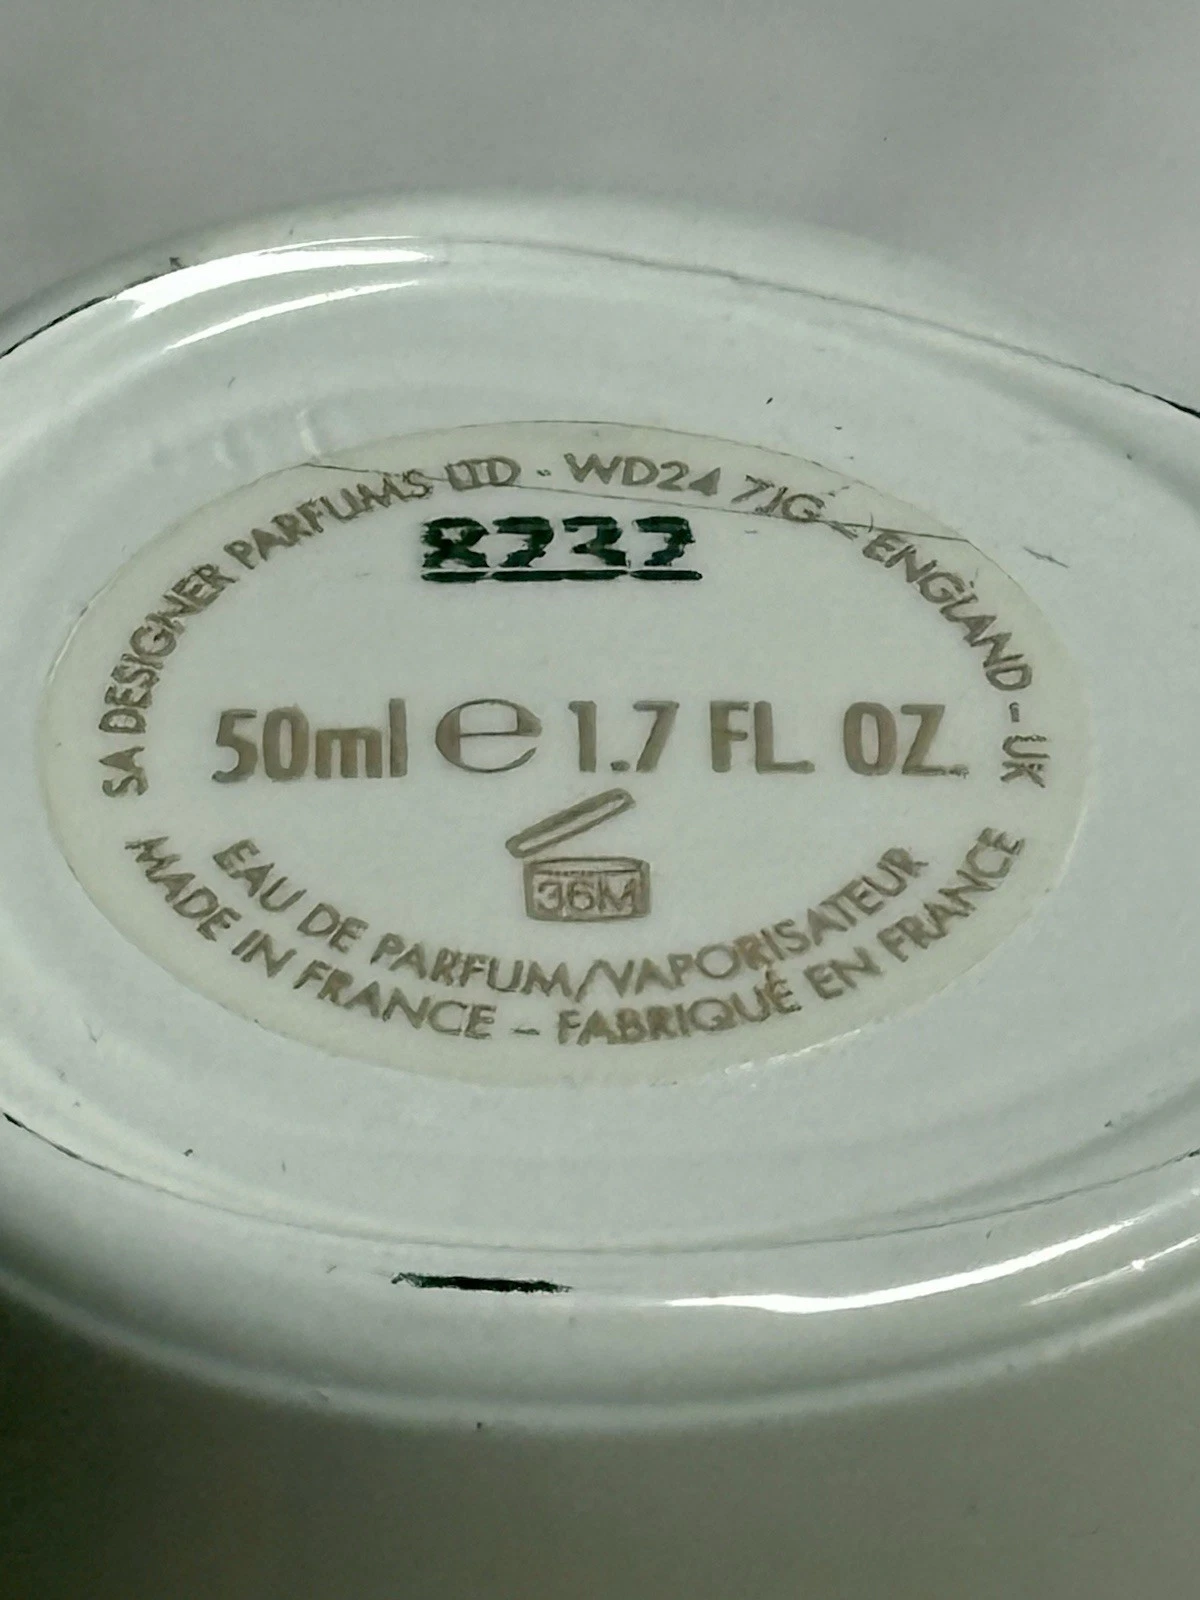 SA DESIGNER PARFUMS LTD - WD24 7JG - ENGLAND - UK
8232
50ml e 1.7 FL. OZ.
36M
EAU DE PARFUM/VAPORISATEUR
MADE IN FRANCE - FABRIQUÉ EN FRANCE